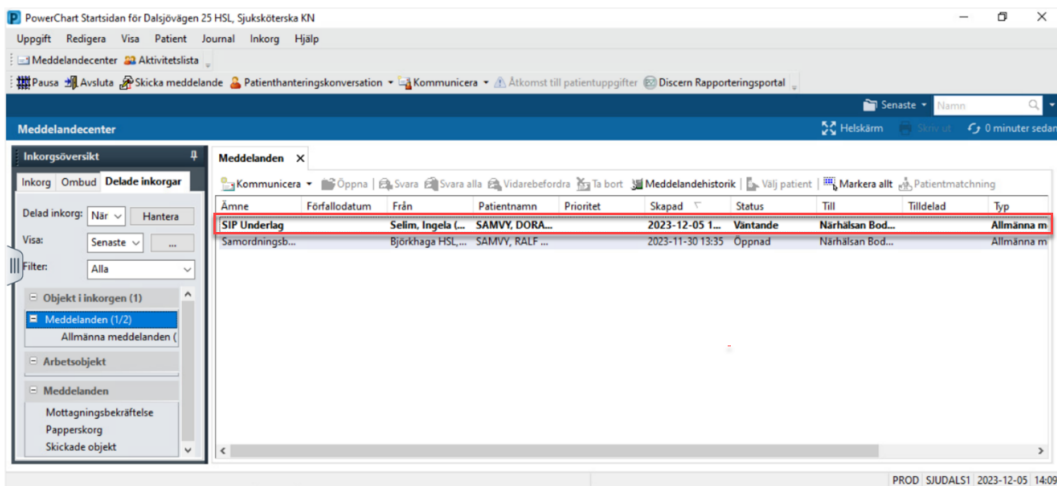 PowerChart Startsidan för Dalsjövägen 25 HSL, Sjuksköterska KN
Uppgift Redigera Visa Patient Journal Inkorg Hjälp
Meddelandecenter Aktivitetslista
Pausa Avsluta Skicka meddelande Patienthanteringskonversation Kommunicera Åtkomst till patientuppgifter Discern Rapporteringsportal
Senaste Namn
Meddelandecenter Helskärm Skriv ut 0 minuter sedan
Inkorgsöversikt
Inkorg Ombud Delade inkorgar
Delad inkorg: När Hantera
Visa: Senaste ...
Filter: Alla
Objekt i inkorgen (1)
Meddelanden (1/2)
Allmänna meddelanden (
Arbetsobjekt
Meddelanden
Mottagningsbekräftelse
Papperskorg
Skickade objekt
Meddelanden X
Kommunicera Öppna Svara Svara alla Vidarebefordra Ta bort Meddelandehistorik Välj patient Markera allt Patientmatchning
Ämne Förfallodatum Från Patientnamn Prioritet Skapad Status Till Tilldelad Typ
SIP Underlag Selim, Ingela (... SAMVY, DORA... 2023-12-05 1... Väntande Närhälsan Bod... Allmänna m
Samordningsb... Björkhaga HSL,... SAMVY, RALF ... 2023-11-30 13:35 Öppnad Närhälsan Bod... Allmänna m
PROD SJUDALS1 2023-12-05 14:09